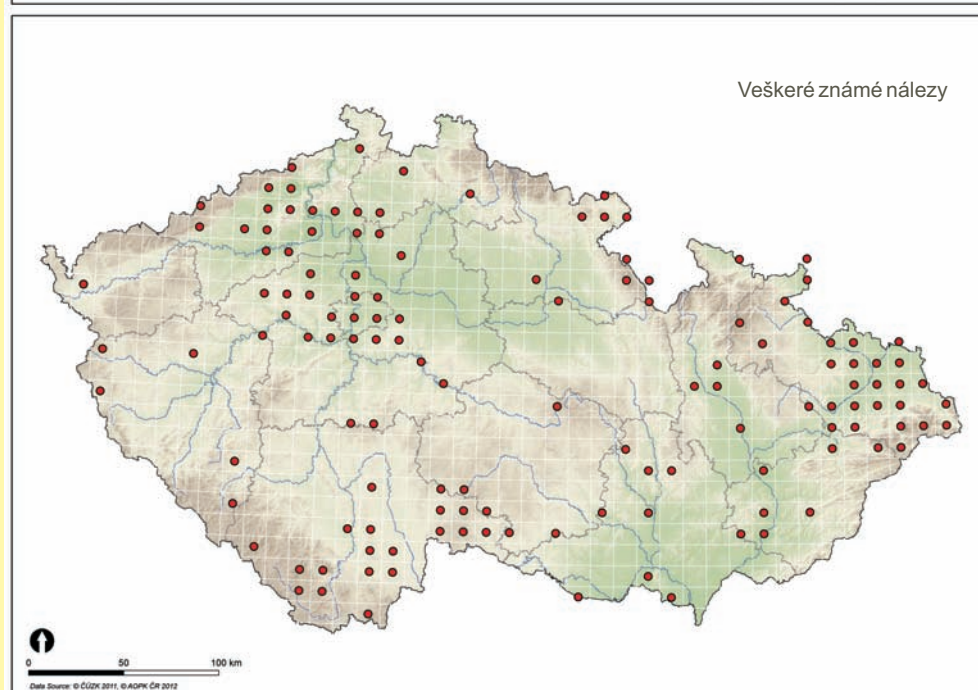 Veškeré známé nálezy
0 50 100 km
Data Source: © ČÚZK 2011, © AOPK ČR 2012